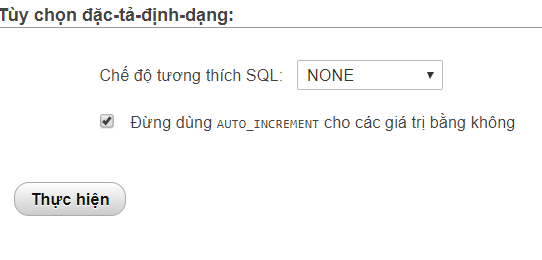 Tùy chọn đặc-tả-định-dạng:
Chế độ tương thích SQL: NONE
Đừng dùng AUTO_INCREMENT cho các giá trị bằng không
Thực hiện